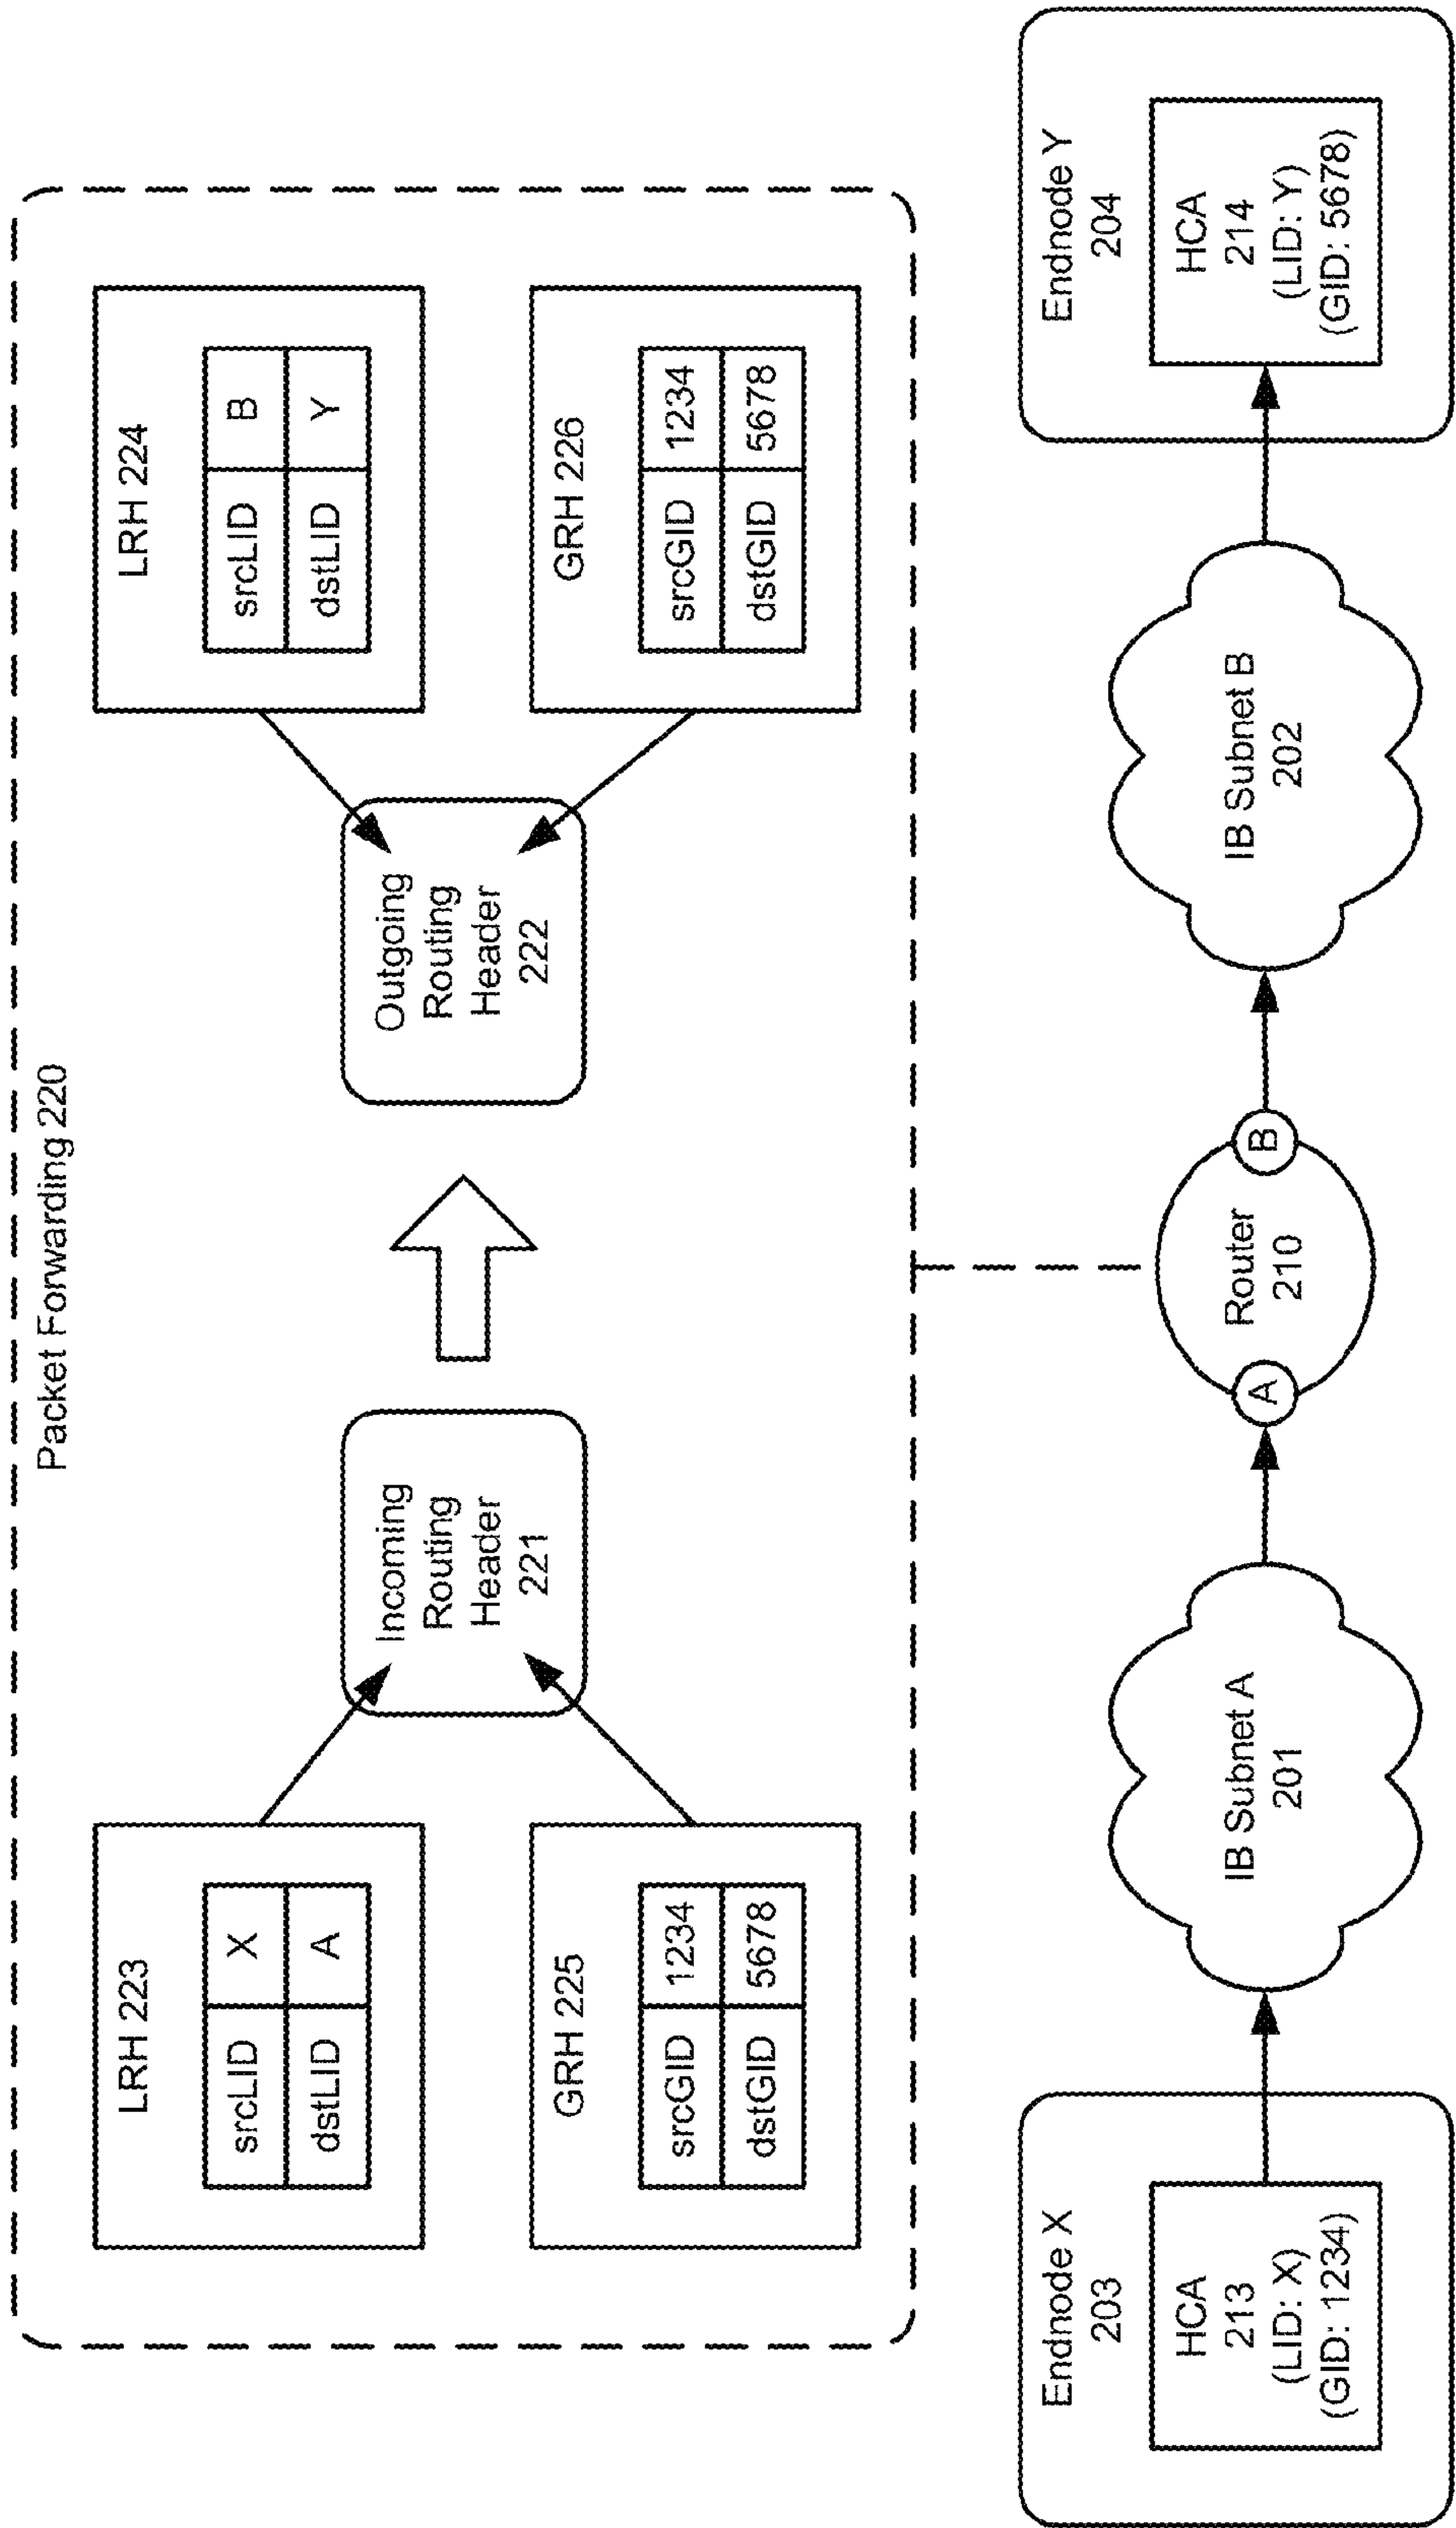 Packet Forwarding 220
LRH 223
srcLID X
dstLID A
GRH 225
srcGID 1234
dstGID 5678
Incoming
Routing
Header
221
Outgoing
Routing
Header
222
LRH 224
srcLID B
dstLID Y
GRH 226
srcGID 1234
dstGID 5678
Endnode X
203
HCA
213
(LID: X)
(GID: 1234)
IB Subnet A
201
A
Router
210
B
IB Subnet B
202
Endnode Y
204
HCA
214
(LID: Y)
(GID: 5678)